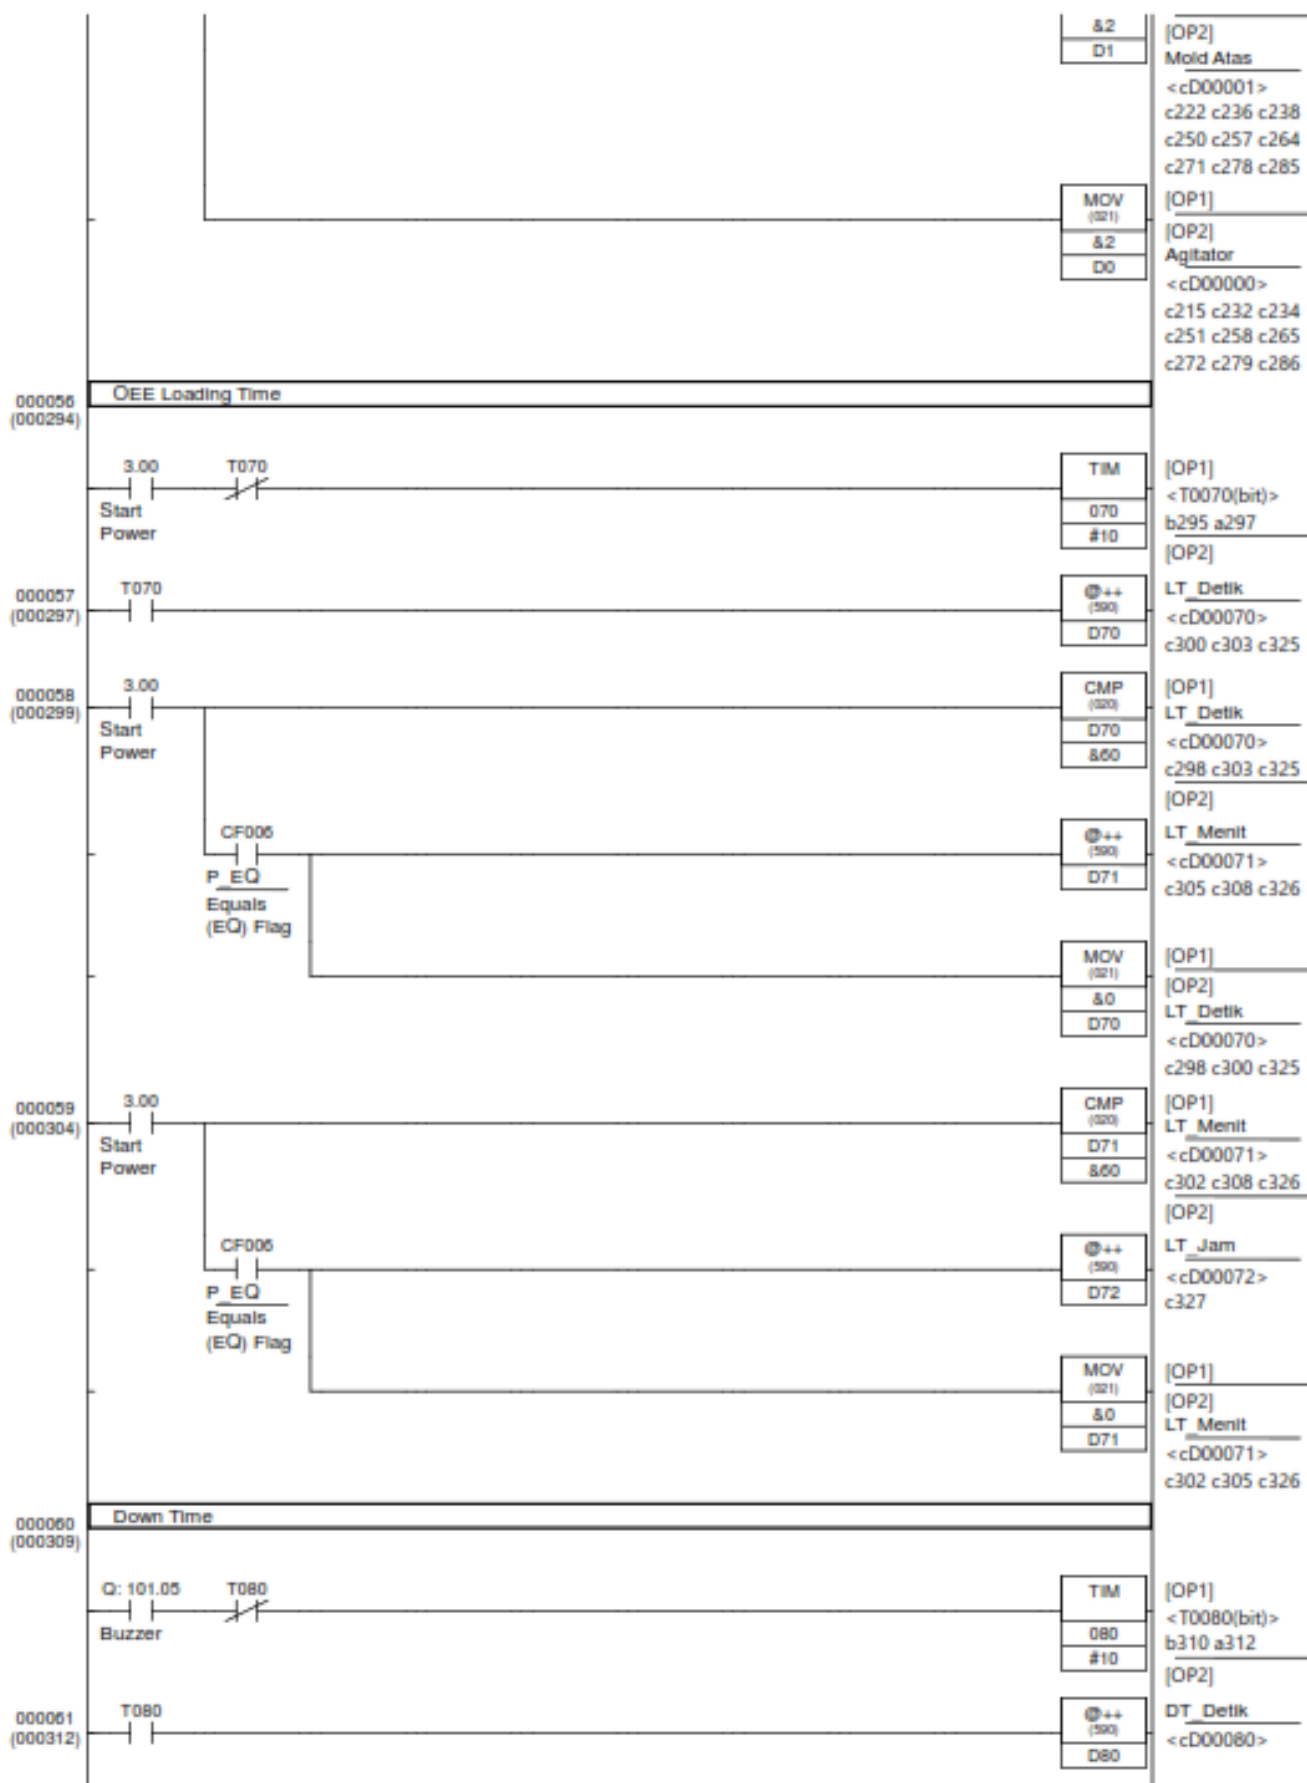 &2
D1
[OP2]
Mold Atas
<cD00001>
c222 c236 c238
c250 c257 c264
c271 c278 c285
MOV
(021)
&2
D0
[OP1]
[OP2]
Agitator
<cD00000>
c215 c232 c234
c251 c258 c265
c272 c279 c286
000056
(000294)
OEE Loading Time
3.00
Start
Power
T070
TIM
070
#10
[OP1]
<T0070(bit)>
b295 a297
[OP2]
000057
(000297)
T070
@++
(590)
D70
LT_Detik
<cD00070>
c300 c303 c325
000058
(000299)
3.00
Start
Power
CMP
(020)
D70
&60
[OP1]
LT_Detik
<cD00070>
c298 c303 c325
[OP2]
CF006
P_EQ
Equals
(EQ) Flag
@++
(590)
D71
LT_Menit
<cD00071>
c305 c308 c326
MOV
(021)
&0
D70
[OP1]
[OP2]
LT_Detik
<cD00070>
c298 c300 c325
000059
(000304)
3.00
Start
Power
CMP
(020)
D71
&60
[OP1]
LT_Menit
<cD00071>
c302 c308 c326
[OP2]
CF006
P_EQ
Equals
(EQ) Flag
@++
(590)
D72
LT_Jam
<cD00072>
c327
MOV
(021)
&0
D71
[OP1]
[OP2]
LT_Menit
<cD00071>
c302 c305 c326
000060
(000309)
Down Time
Q: 101.05
Buzzer
T080
TIM
080
#10
[OP1]
<T0080(bit)>
b310 a312
[OP2]
000061
(000312)
T080
@++
(590)
D80
DT_Detik
<cD00080>